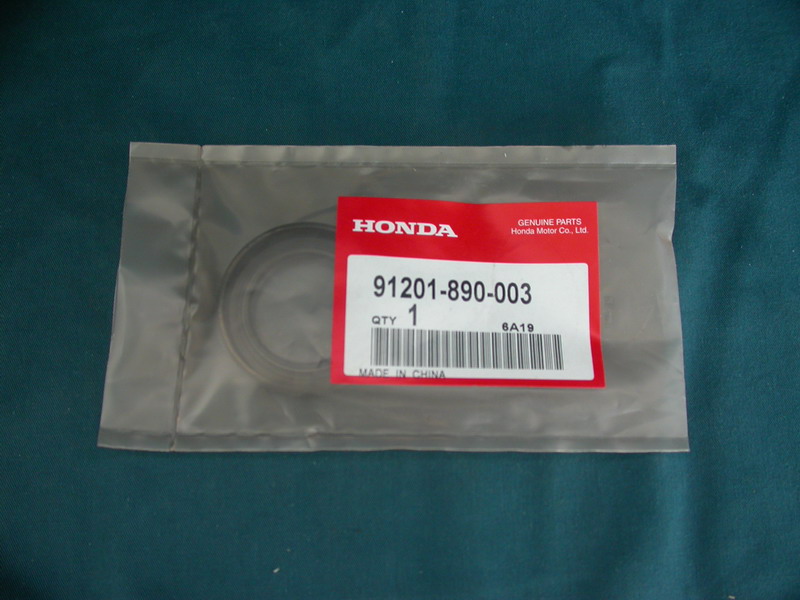 HONDA
GENUINE PARTS
Honda Motor Co., Ltd.
91201-890-003
QTY 1
6A19
MADE IN CHINA